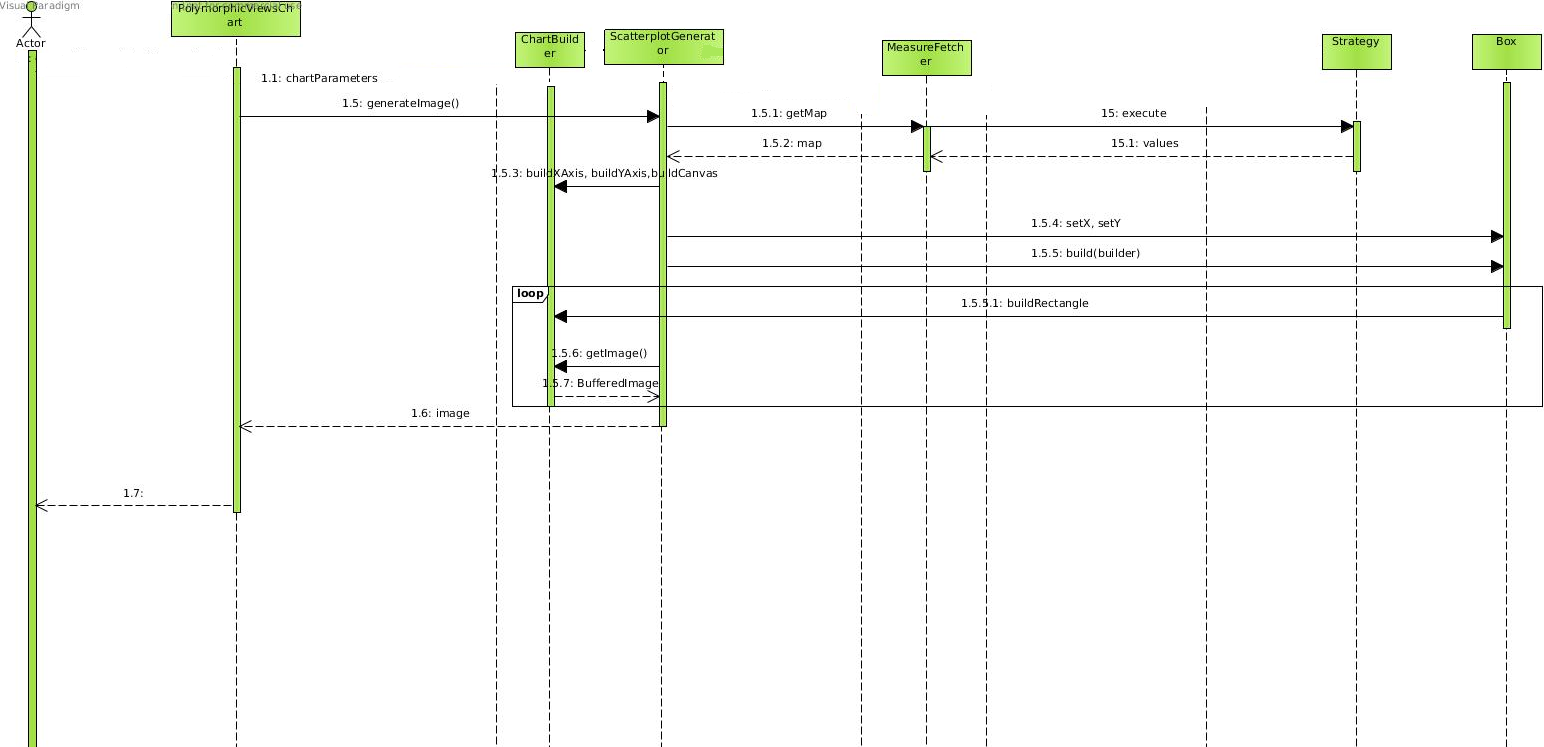 Visual Paradigm
PolymorphicViewsCh
art
Actor
ChartBuild
er
ScatterplotGenerat
or
MeasureFetch
er
Strategy
Box
1.1: chartParameters
1.5: generateImage()
1.5.1: getMap
15: execute
1.5.2: map
15.1: values
1.5.3: buildXAxis, buildYAxis,buildCanvas
1.5.4: setX, setY
1.5.5: build(builder)
loop
1.5.5.1: buildRectangle
1.5.6: getImage()
1.5.7: BufferedImage
1.6: image
1.7: